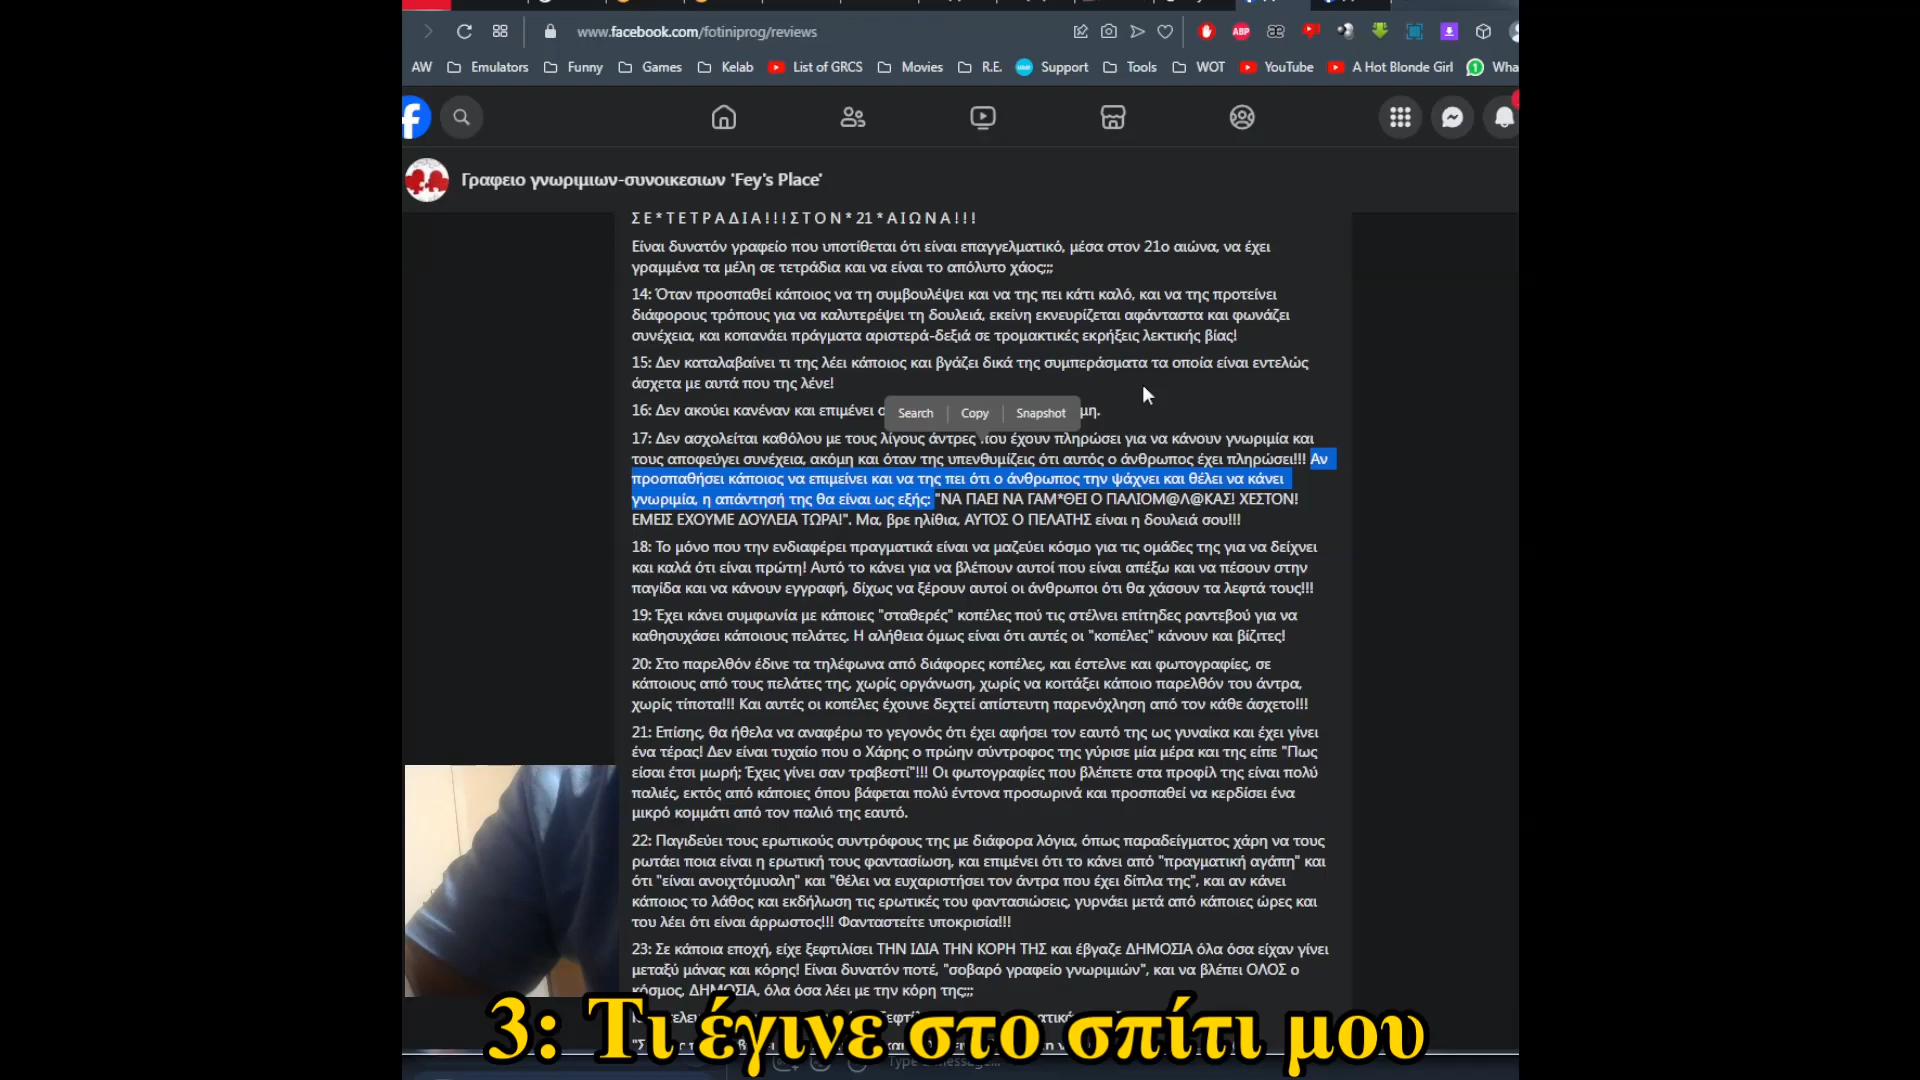 www.facebook.com/fotiniprog/reviews
ABP
AW Emulators Funny Games Kelab List of GRCS Movies R.E. Support Tools WOT YouTube A Hot Blonde Girl Wha
Γραφειο γνωριμιων-συνοικεσιων 'Fey's Place'
Σ Ε * Τ Ε Τ Ρ Α Δ Ι Α ! ! ! Σ Τ Ο Ν * 21 * Α Ι Ω Ν Α ! ! !
Είναι δυνατόν γραφείο που υποτίθεται ότι είναι επαγγελματικό, μέσα στον 21ο αιώνα, να έχει
γραμμένα τα μέλη σε τετράδια και να είναι το απόλυτο χάος;;;
14: Όταν προσπαθεί κάποιος να τη συμβουλέψει και να της πει κάτι καλό, και να της προτείνει
διάφορους τρόπους για να καλυτερέψει τη δουλειά, εκείνη εκνευρίζεται αφάνταστα και φωνάζει
συνέχεια, και κοπανάει πράγματα αριστερά-δεξιά σε τρομακτικές εκρήξεις λεκτικής βίας!
15: Δεν καταλαβαίνει τι της λέει κάποιος και βγάζει δικά της συμπεράσματα τα οποία είναι εντελώς
άσχετα με αυτά που της λένε!
Search Copy Snapshot
16: Δεν ακούει κανέναν και επιμένει
17: Δεν ασχολείται καθόλου με τους λίγους άντρες που έχουν πληρώσει για να κάνουν γνωριμία και
τους αποφεύγει συνέχεια, ακόμη και όταν της υπενθυμίζεις ότι αυτός ο άνθρωπος έχει πληρώσει!!! Αν
προσπαθήσει κάποιος να επιμείνει και να της πει ότι ο άνθρωπος την ψάχνει και θέλει να κάνει
γνωριμία, η απάντησή της θα είναι ως εξής: "ΝΑ ΠΑΕΙ ΝΑ ΓΑΜ*ΘΕΙ Ο ΠΑΛΙΟΜ@Λ@ΚΑΣ! ΧΕΣΤΟΝ!
ΕΜΕΙΣ ΕΧΟΥΜΕ ΔΟΥΛΕΙΑ ΤΩΡΑ!". Μα, βρε ηλίθια, ΑΥΤΟΣ Ο ΠΕΛΑΤΗΣ είναι η δουλειά σου!!!
18: Το μόνο που την ενδιαφέρει πραγματικά είναι να μαζεύει κόσμο για τις ομάδες της για να δείχνει
και καλά ότι είναι πρώτη! Αυτό το κάνει για να βλέπουν αυτοί που είναι απέξω και να πέσουν στην
παγίδα και να κάνουν εγγραφή, δίχως να ξέρουν αυτοί οι άνθρωποι ότι θα χάσουν τα λεφτά τους!!!
19: Έχει κάνει συμφωνία με κάποιες "σταθερές" κοπέλες πού τις στέλνει επίτηδες ραντεβού για να
καθησυχάσει κάποιους πελάτες. Η αλήθεια όμως είναι ότι αυτές οι "κοπέλες" κάνουν και βίζιτες!
20: Στο παρελθόν έδινε τα τηλέφωνα από διάφορες κοπέλες, και έστελνε και φωτογραφίες, σε
κάποιους από τους πελάτες της, χωρίς οργάνωση, χωρίς να κοιτάξει κάποιο παρελθόν του άντρα,
χωρίς τίποτα!!! Και αυτές οι κοπέλες έχουνε δεχτεί απίστευτη παρενόχληση από τον κάθε άσχετο!!!
21: Επίσης, θα ήθελα να αναφέρω το γεγονός ότι έχει αφήσει τον εαυτό της ως γυναίκα και έχει γίνει
ένα τέρας! Δεν είναι τυχαίο που ο Χάρης ο πρώην σύντροφος της γύρισε μία μέρα και της είπε "Πως
είσαι έτσι μωρή; Έχεις γίνει σαν τραβεστί"!!! Οι φωτογραφίες που βλέπετε στα προφίλ της είναι πολύ
παλιές, εκτός από κάποιες όπου βάφεται πολύ έντονα προσωρινά και προσπαθεί να κερδίσει ένα
μικρό κομμάτι από τον παλιό της εαυτό.
22: Παγιδεύει τους ερωτικούς συντρόφους της με διάφορα λόγια, όπως παραδείγματος χάρη να τους
ρωτάει ποια είναι η ερωτική τους φαντασίωση, και επιμένει ότι το κάνει από "πραγματική αγάπη" και
ότι "είναι ανοιχτόμυαλη" και "θέλει να ευχαριστήσει τον άντρα που έχει δίπλα της", και αν κάνει
κάποιος το λάθος και εκδήλωση τις ερωτικές του φαντασιώσεις, γυρνάει μετά από κάποιες ώρες και
του λέει ότι είναι άρρωστος!!! Φανταστείτε υποκρισία!!!
23: Σε κάποια εποχή, είχε ξεφτιλίσει ΤΗΝ ΙΔΙΑ ΤΗΝ ΚΟΡΗ ΤΗΣ και έβγαζε ΔΗΜΟΣΙΑ όλα όσα είχαν γίνει
μεταξύ μάνας και κόρης! Είναι δυνατόν ποτέ, "σοβαρό γραφείο γνωριμιών", και να βλέπει ΟΛΟΣ ο
κόσμος, ΔΗΜΟΣΙΑ, όλα όσα λέει με την κόρη της;;;
3: Τι έγινε στο σπίτι μου